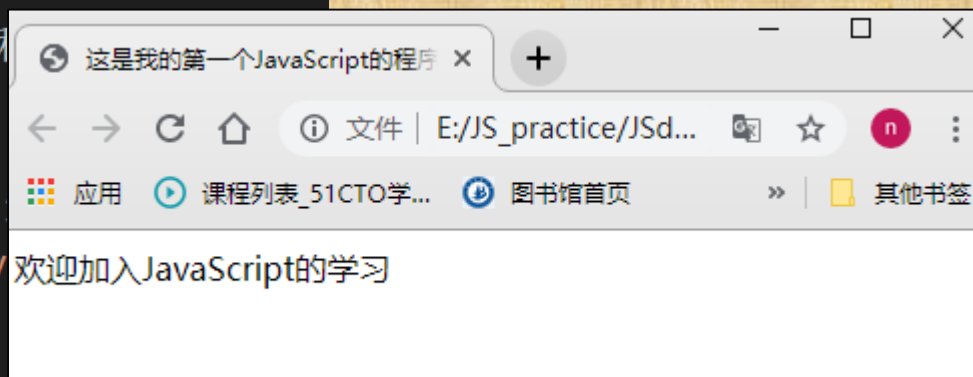 这是我的第一个JavaScript的程序
文件 E:/JS_practice/JSd... n
应用 课程列表_51CTO学... 图书馆首页 » 其他书签
欢迎加入JavaScript的学习